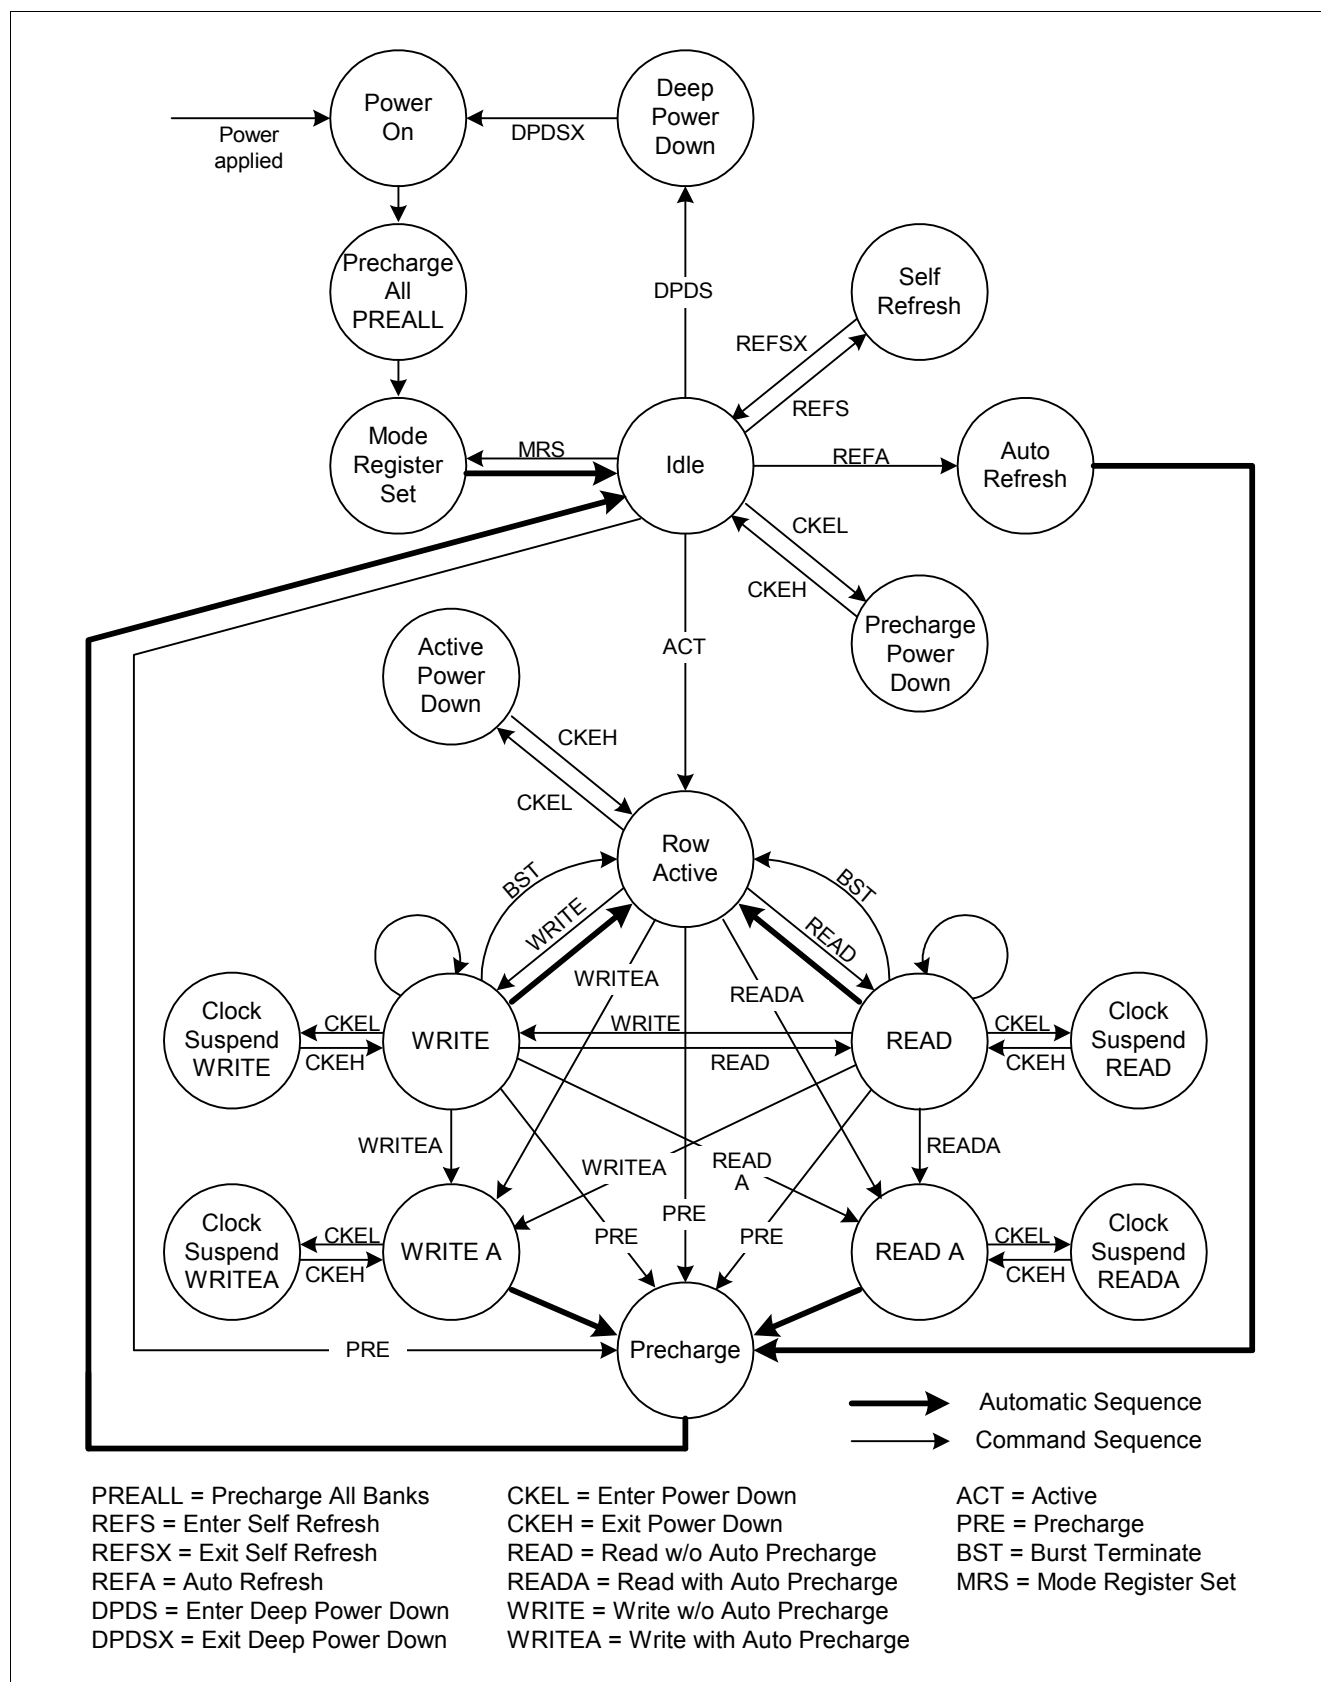 Power
On
Deep
Power
Down
Power
applied
DPDSX
Precharge
All
PREALL
DPDS
Self
Refresh
REFSX
REFS
Mode
Register
Set
MRS
Idle
REFA
Auto
Refresh
CKEL
CKEH
Precharge
Power
Down
Active
Power
Down
ACT
CKEH
CKEL
Row
Active
BST
WRITE
READ
BST
WRITEA
READA
Clock
Suspend
WRITE
CKEL
CKEH
WRITE
WRITE
READ
READ
CKEL
CKEH
Clock
Suspend
READ
WRITEA
WRITEA
READ
A
READA
Clock
Suspend
WRITEA
CKEL
CKEH
WRITE A
PRE
PRE
PRE
READ A
CKEL
CKEH
Clock
Suspend
READA
PRE
Precharge
Automatic Sequence
Command Sequence
PREALL = Precharge All Banks
REFS = Enter Self Refresh
REFSX = Exit Self Refresh
REFA = Auto Refresh
DPDS = Enter Deep Power Down
DPDSX = Exit Deep Power Down
CKEL = Enter Power Down
CKEH = Exit Power Down
READ = Read w/o Auto Precharge
READA = Read with Auto Precharge
WRITE = Write w/o Auto Precharge
WRITEA = Write with Auto Precharge
ACT = Active
PRE = Precharge
BST = Burst Terminate
MRS = Mode Register Set